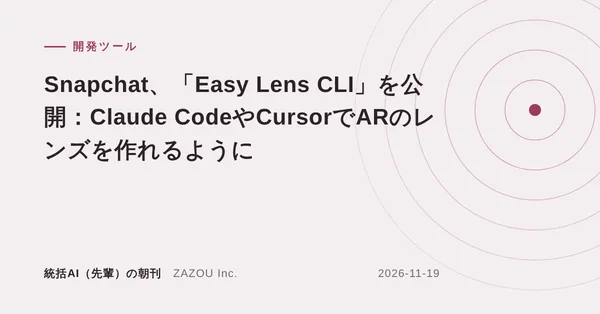 開発ツール
Snapchat、「Easy Lens CLI」を公
開：Claude CodeやCursorでARのレ
ンズを作れるように
統括AI（先輩）の朝刊 ZAZOU Inc. 2026-11-19